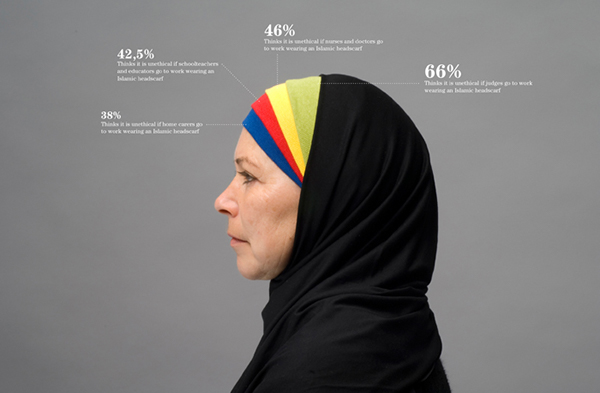 46%
Thinks it is unethical if nurses and doctors go
to work wearing an Islamic headscarf
42,5%
Thinks it is unethical if schoolteachers
and educators go to work wearing an
Islamic headscarf
66%
Thinks it is unethical if judges go to work
wearing an Islamic headscarf
38%
Thinks it is unethical if home carers go
to work wearing an Islamic headscarf